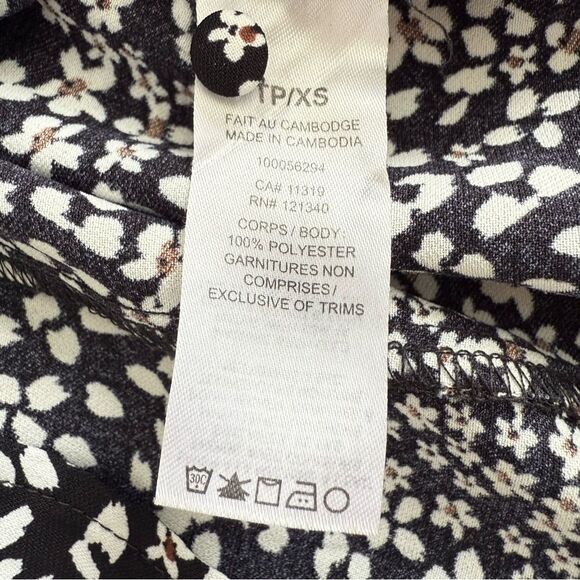 TP/XS
FAIT AU CAMBODGE
MADE IN CAMBODIA
100056294
CA# 11319
RN# 121340
CORPS / BODY:
100% POLYESTER
GARNITURES NON
COMPRISES /
EXCLUSIVE OF TRIMS
30C